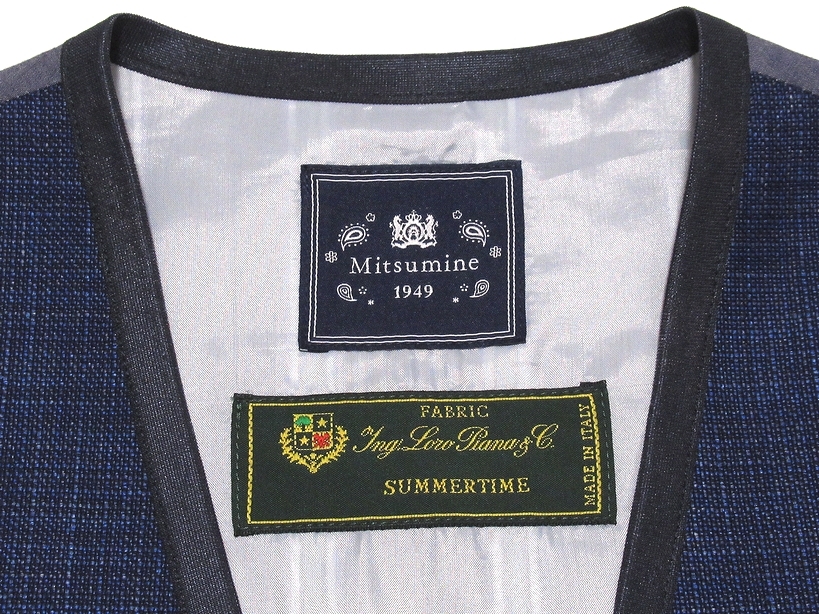 Mitsumine
1949
FABRIC
Ing. Loro Piana & C.
SUMMERTIME
MADE IN ITALY